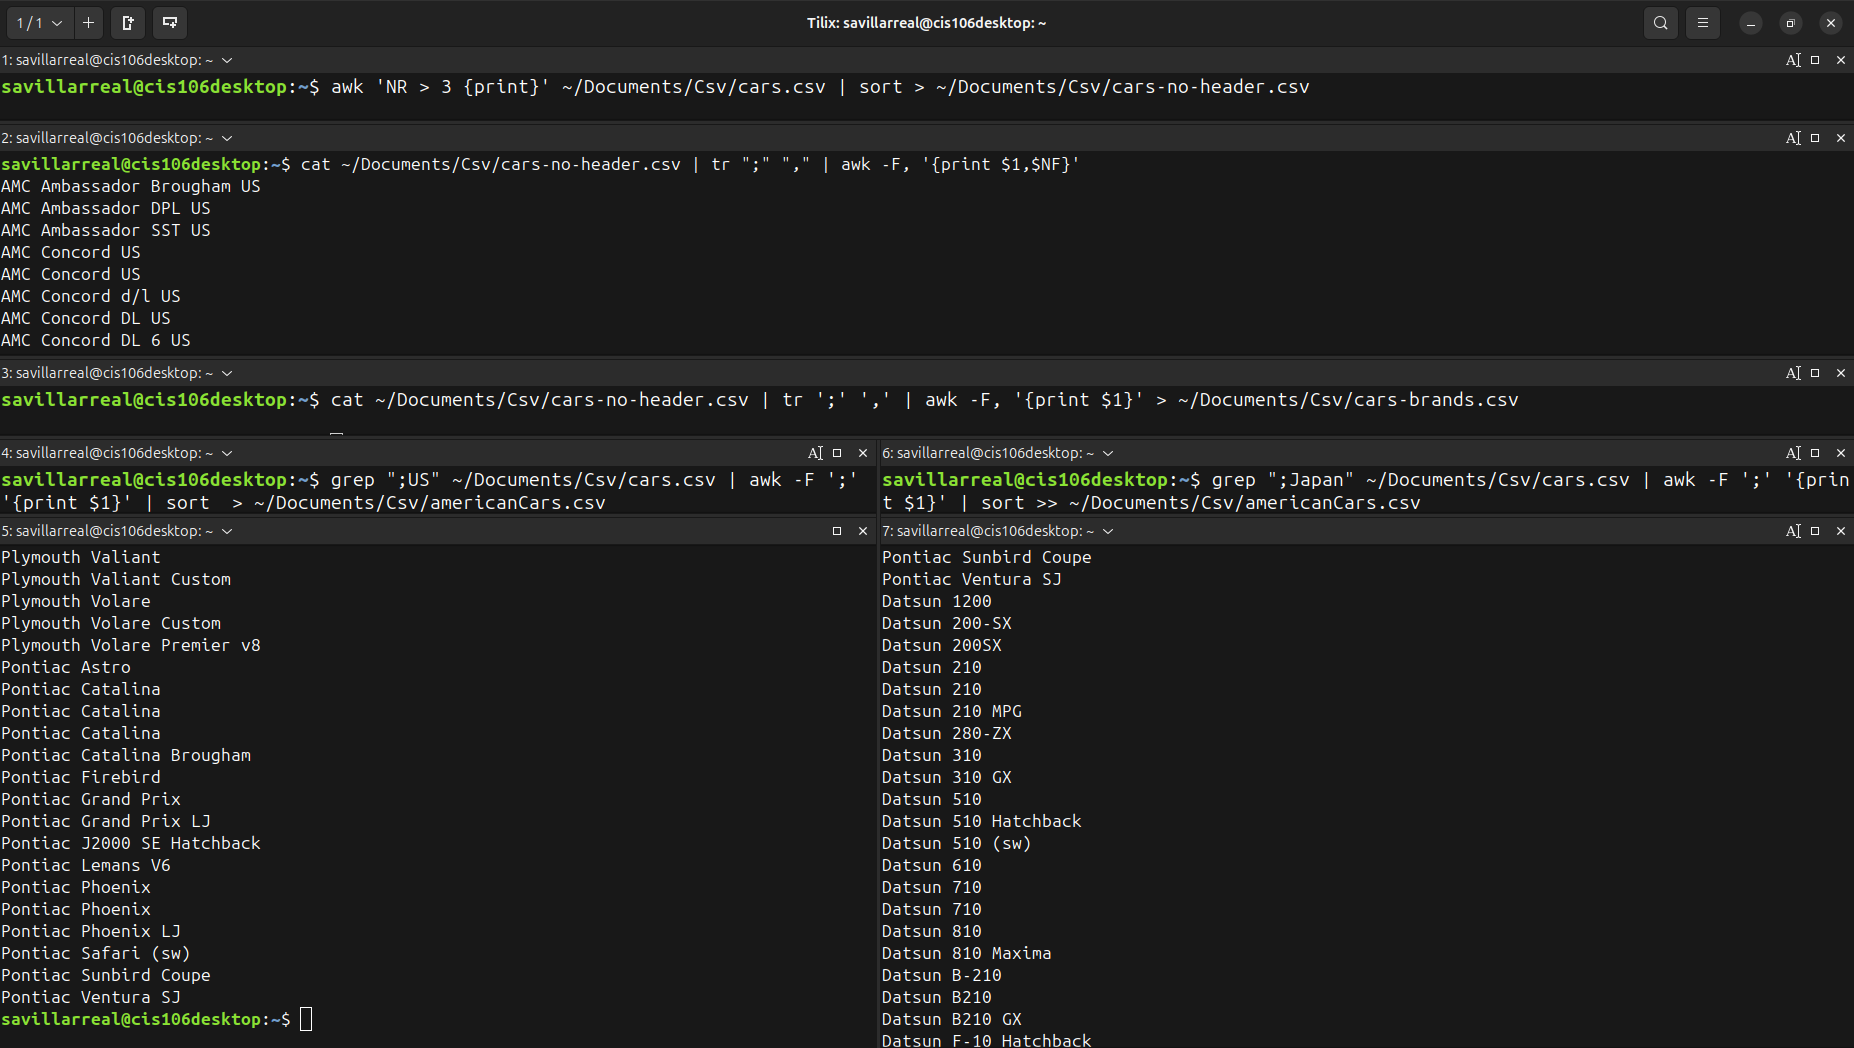 1 / 1
Tilix: savillarreal@cis106desktop: ~
1: savillarreal@cis106desktop: ~
savillarreal@cis106desktop:~$ awk 'NR > 3 {print}' ~/Documents/Csv/cars.csv | sort > ~/Documents/Csv/cars-no-header.csv
2: savillarreal@cis106desktop: ~
savillarreal@cis106desktop:~$ cat ~/Documents/Csv/cars-no-header.csv | tr ";" "," | awk -F, '{print $1,$NF}'
AMC Ambassador Brougham US
AMC Ambassador DPL US
AMC Ambassador SST US
AMC Concord US
AMC Concord US
AMC Concord d/l US
AMC Concord DL US
AMC Concord DL 6 US
3: savillarreal@cis106desktop: ~
savillarreal@cis106desktop:~$ cat ~/Documents/Csv/cars-no-header.csv | tr ';' ',' | awk -F, '{print $1}' > ~/Documents/Csv/cars-brands.csv
4: savillarreal@cis106desktop: ~
savillarreal@cis106desktop:~$ grep ";US" ~/Documents/Csv/cars.csv | awk -F ';'
'{print $1}' | sort  > ~/Documents/Csv/americanCars.csv
5: savillarreal@cis106desktop: ~
Plymouth Valiant
Plymouth Valiant Custom
Plymouth Volare
Plymouth Volare Custom
Plymouth Volare Premier v8
Pontiac Astro
Pontiac Catalina
Pontiac Catalina
Pontiac Catalina
Pontiac Catalina Brougham
Pontiac Firebird
Pontiac Grand Prix
Pontiac Grand Prix LJ
Pontiac J2000 SE Hatchback
Pontiac Lemans V6
Pontiac Phoenix
Pontiac Phoenix
Pontiac Phoenix LJ
Pontiac Safari (sw)
Pontiac Sunbird Coupe
Pontiac Ventura SJ
savillarreal@cis106desktop:~$
6: savillarreal@cis106desktop: ~
savillarreal@cis106desktop:~$ grep ";Japan" ~/Documents/Csv/cars.csv | awk -F ';' '{prin
t $1}' | sort >> ~/Documents/Csv/americanCars.csv
7: savillarreal@cis106desktop: ~
Pontiac Sunbird Coupe
Pontiac Ventura SJ
Datsun 1200
Datsun 200-SX
Datsun 200SX
Datsun 210
Datsun 210
Datsun 210 MPG
Datsun 280-ZX
Datsun 310
Datsun 310 GX
Datsun 510
Datsun 510 Hatchback
Datsun 510 (sw)
Datsun 610
Datsun 710
Datsun 710
Datsun 810
Datsun 810 Maxima
Datsun B-210
Datsun B210
Datsun B210 GX
Datsun F-10 Hatchback